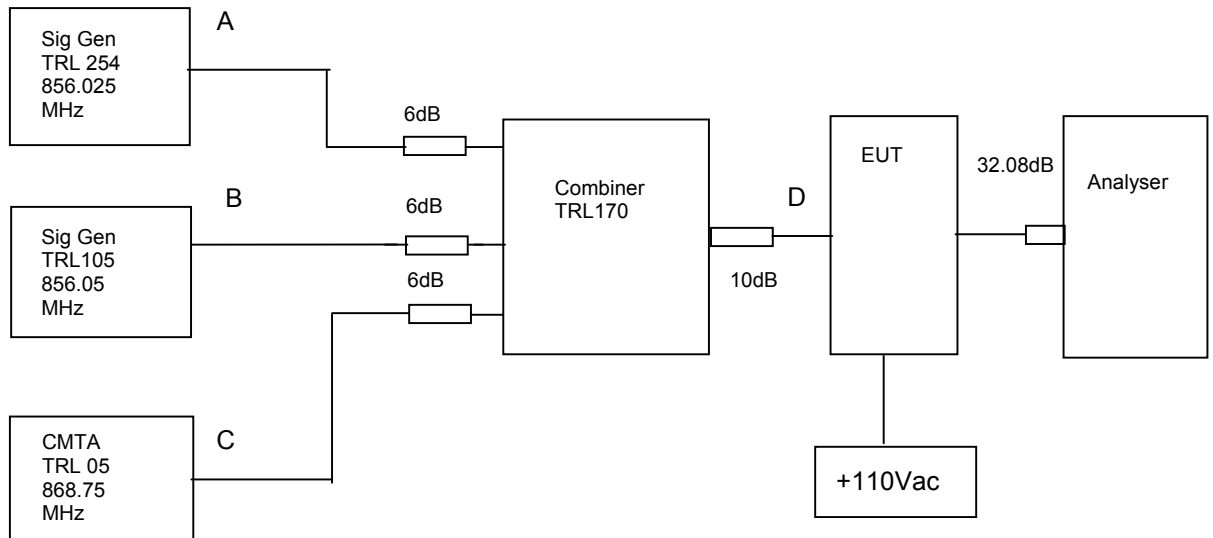 A
Sig Gen
TRL 254
856.025
MHz
6dB
B
Sig Gen
TRL105
856.05
MHz
6dB
6dB
C
CMTA
TRL 05
868.75
MHz
Combiner
TRL170
D
10dB
EUT
+110Vac
32.08dB
Analyser